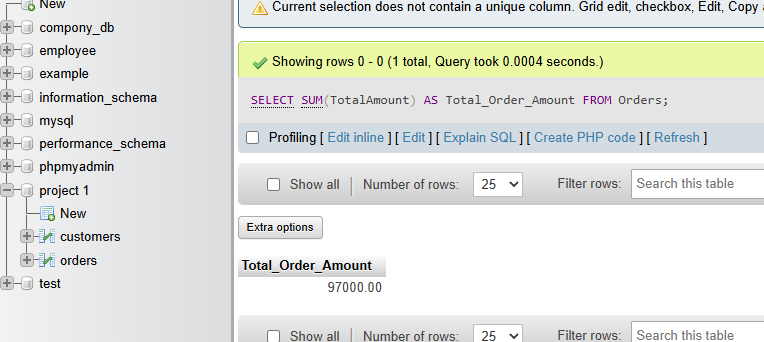 New
compony_db
employee
example
information_schema
mysql
performance_schema
phpmyadmin
project 1
New
customers
orders
test
Current selection does not contain a unique column. Grid edit, checkbox, Edit, Copy a
Showing rows 0 - 0 (1 total, Query took 0.0004 seconds.)
SELECT SUM(TotalAmount) AS Total_Order_Amount FROM Orders;
Profiling [ Edit inline ] [ Edit ] [ Explain SQL ] [ Create PHP code ] [ Refresh ]
Show all | Number of rows: 25 Filter rows: Search this table
Extra options
Total_Order_Amount
97000.00
Show all | Number of rows: 25 Filter rows: Search this table